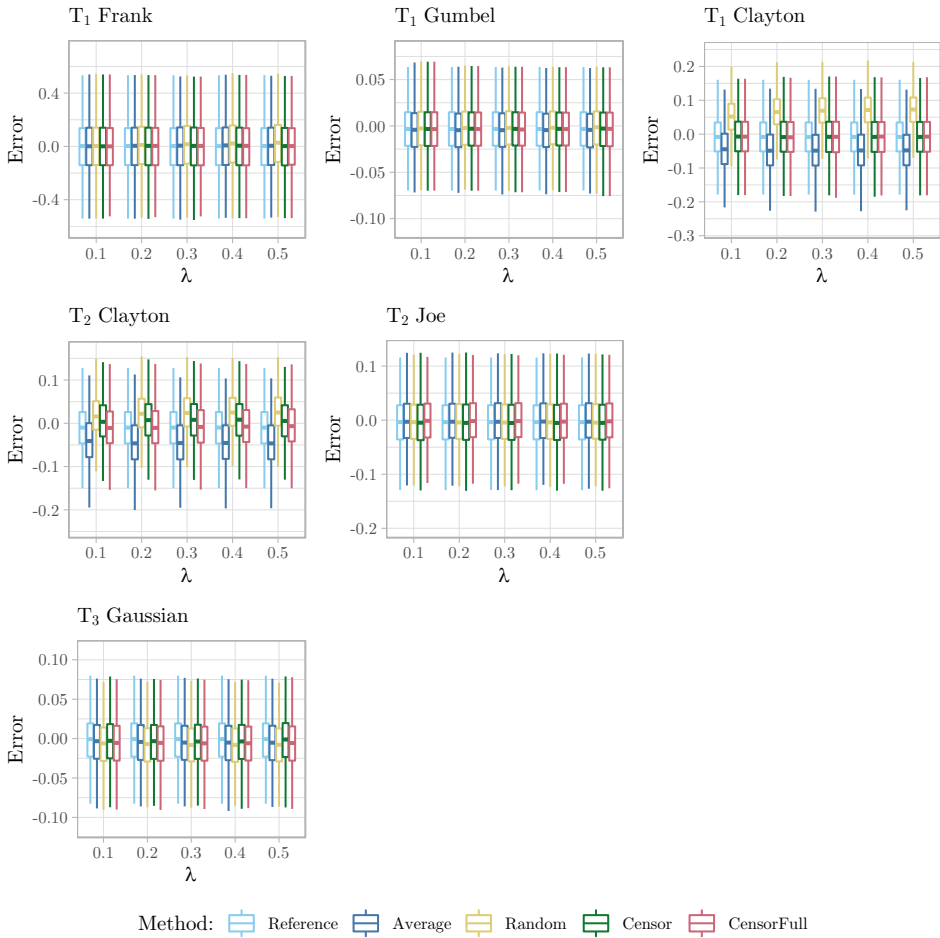 T₁ Frank
T₁ Gumbel
T₁ Clayton
Error
0.4
0.0
-0.4
0.1 0.2 0.3 0.4 0.5
λ
Error
0.05
0.00
-0.05
-0.10
0.1 0.2 0.3 0.4 0.5
λ
Error
0.2
0.1
0.0
-0.1
-0.2
-0.3
0.1 0.2 0.3 0.4 0.5
λ
T₂ Clayton
T₂ Joe
Error
0.1
0.0
-0.1
-0.2
0.1 0.2 0.3 0.4 0.5
λ
Error
0.1
0.0
-0.1
-0.2
0.1 0.2 0.3 0.4 0.5
λ
T₃ Gaussian
Error
0.10
0.05
0.00
-0.05
-0.10
0.1 0.2 0.3 0.4 0.5
λ
Method: Reference Average Random Censor CensorFull